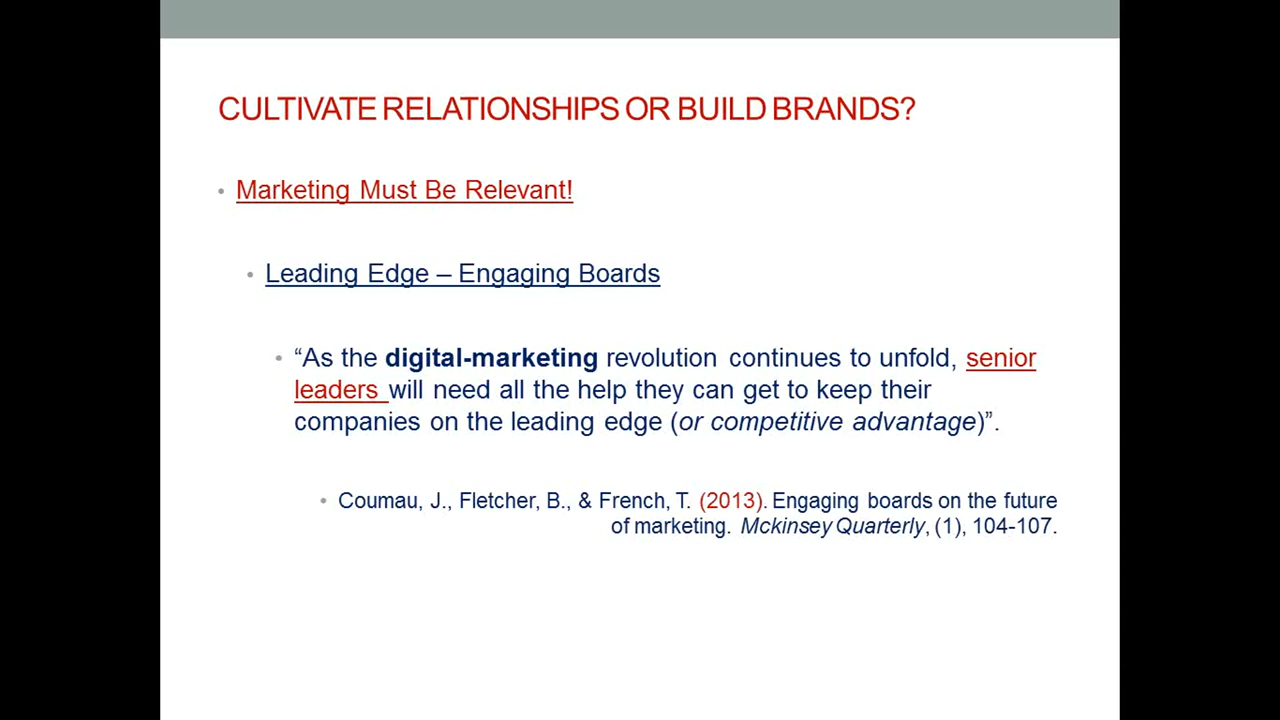 CULTIVATE RELATIONSHIPS OR BUILD BRANDS?
• Marketing Must Be Relevant!
• Leading Edge – Engaging Boards
• “As the digital-marketing revolution continues to unfold, senior
leaders will need all the help they can get to keep their
companies on the leading edge (or competitive advantage)”.
• Coumau, J., Fletcher, B., & French, T. (2013). Engaging boards on the future
of marketing. Mckinsey Quarterly, (1), 104-107.